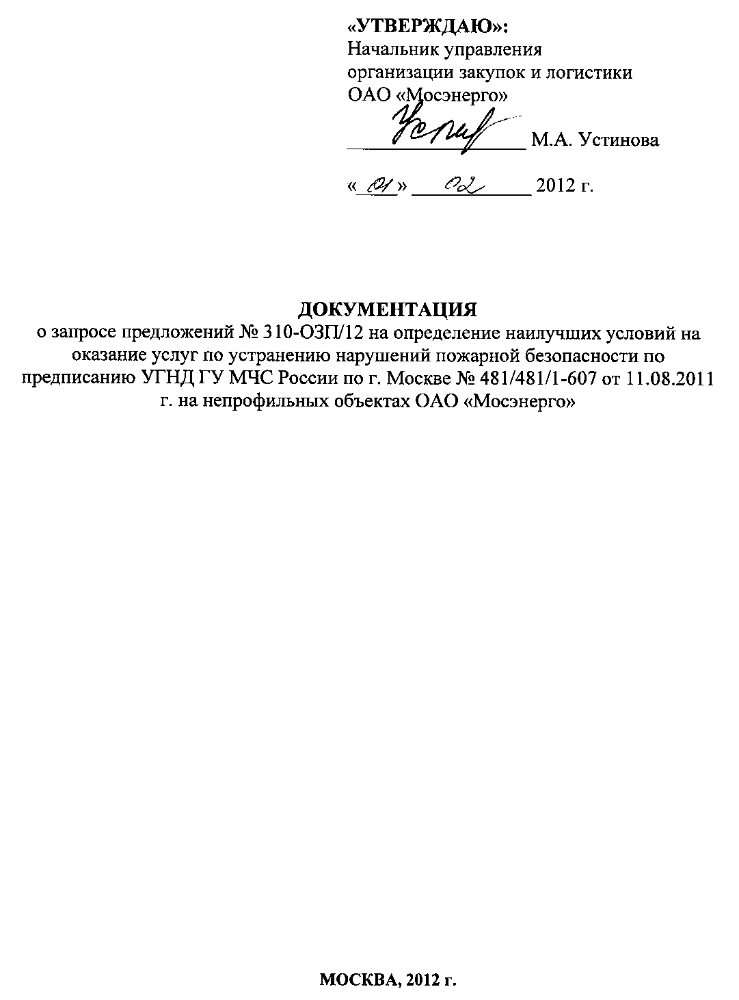 «УТВЕРЖДАЮ»:
Начальник управления
организации закупок и логистики
ОАО «Мосэнерго»
М.А. Устинова
«01» 02 2012 г.
ДОКУМЕНТАЦИЯ
о запросе предложений № 310-ОЗП/12 на определение наилучших условий на
оказание услуг по устранению нарушений пожарной безопасности по
предписанию УГНД ГУ МЧС России по г. Москве № 481/481/1-607 от 11.08.2011
г. на непрофильных объектах ОАО «Мосэнерго»
МОСКВА, 2012 г.